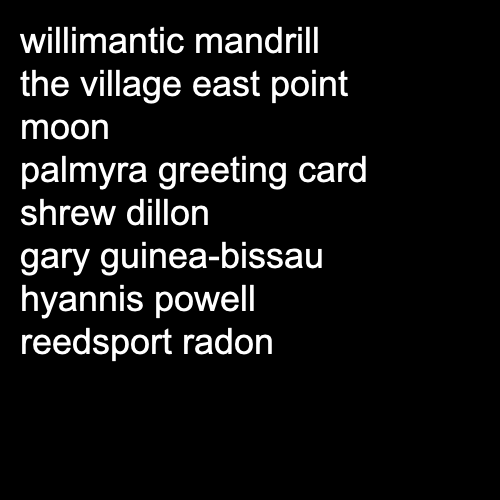 willimantic mandrill
the village east point
moon
palmyra greeting card
shrew dillon
gary guinea-bissau
hyannis powell
reedsport radon